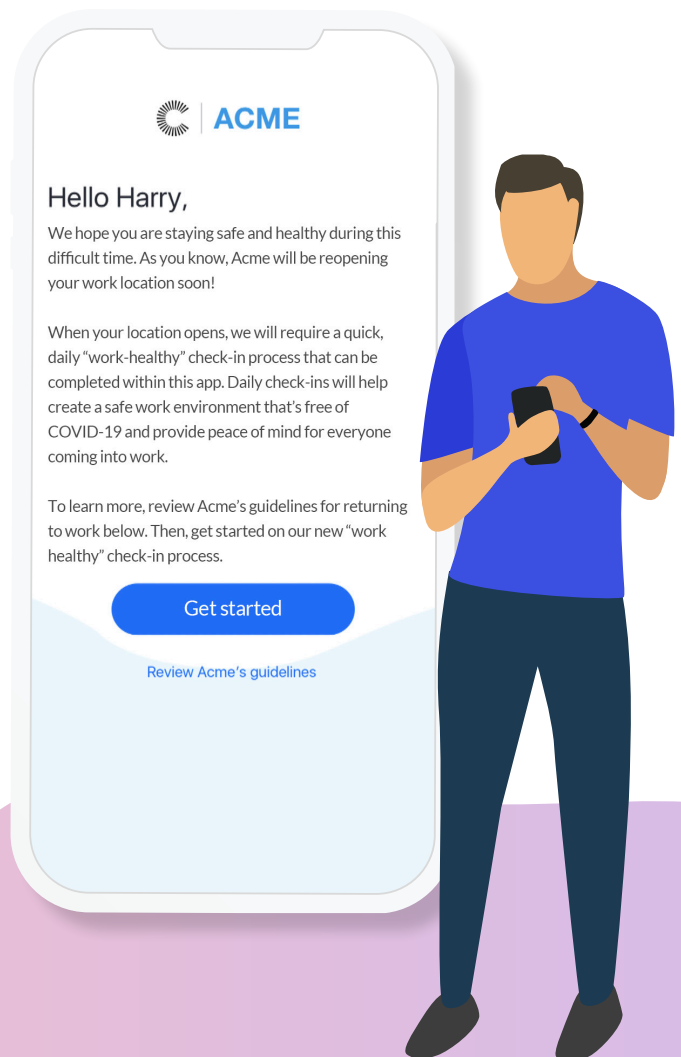 ACME
Hello Harry,
We hope you are staying safe and healthy during this
difficult time. As you know, Acme will be reopening
your work location soon!
When your location opens, we will require a quick,
daily “work-healthy” check-in process that can be
completed within this app. Daily check-ins will help
create a safe work environment that’s free of
COVID-19 and provide peace of mind for everyone
coming into work.
To learn more, review Acme’s guidelines for returning
to work below. Then, get started on our new “work
healthy” check-in process.
Get started
Review Acme’s guidelines